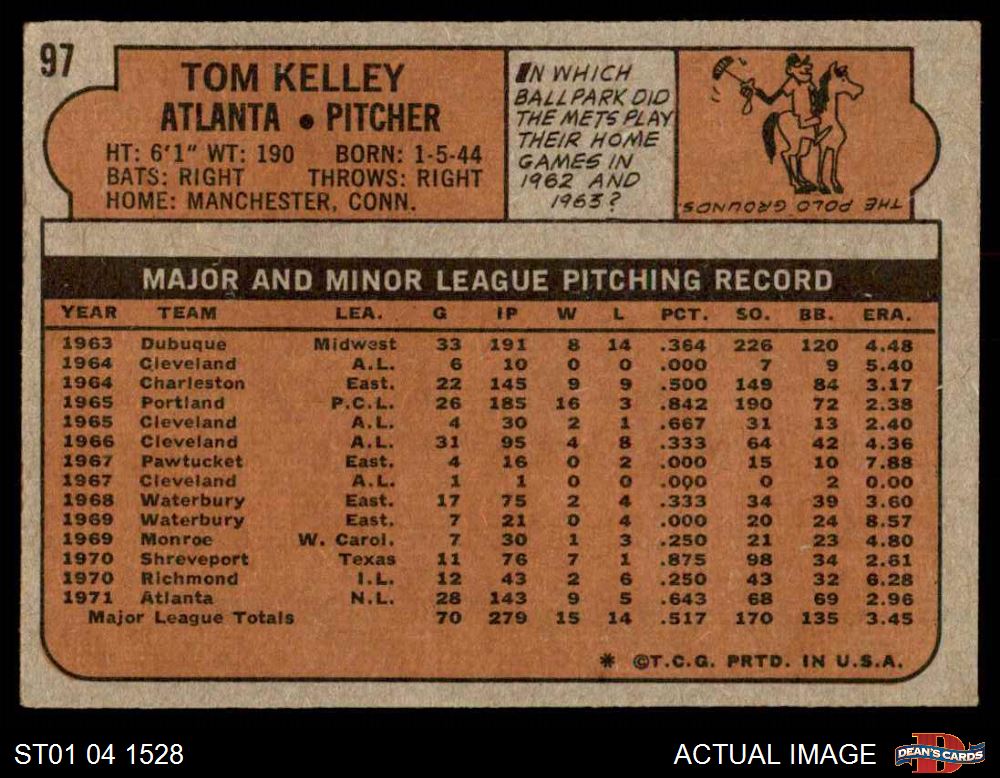 97
TOM KELLEY
ATLANTA • PITCHER
HT: 6'1" WT: 190 BORN: 1-5-44
BATS: RIGHT THROWS: RIGHT
HOME: MANCHESTER, CONN.
IN WHICH
BALLPARK DID
THE METS PLAY
THEIR HOME
GAMES IN
1962 AND
1963?
THE POLO GROUNDS
MAJOR AND MINOR LEAGUE PITCHING RECORD
YEAR TEAM LEA. G IP W L PCT. SO. BB. ERA.
1963 Dubuque Midwest 33 191 8 14 .364 226 120 4.48
1964 Cleveland A.L. 6 10 0 0 .000 7 9 5.40
1964 Charleston East. 22 145 9 9 .500 149 84 3.17
1965 Portland P.C.L. 26 185 16 3 .842 190 72 2.38
1965 Cleveland A.L. 4 30 2 1 .667 31 13 2.40
1966 Cleveland A.L. 31 95 4 8 .333 64 42 4.36
1967 Pawtucket East. 4 16 0 2 .000 15 10 7.88
1967 Cleveland A.L. 1 1 0 0 .000 0 2 0.00
1968 Waterbury East. 17 75 2 4 .333 34 39 3.60
1969 Waterbury East. 7 21 0 4 .000 20 24 8.57
1969 Monroe W. Carol. 7 30 1 3 .250 21 23 4.80
1970 Shreveport Texas 11 76 7 1 .875 98 34 2.61
1970 Richmond I.L. 12 43 2 6 .250 43 32 6.28
1971 Atlanta N.L. 28 143 9 5 .643 68 69 2.96
Major League Totals 70 279 15 14 .517 170 135 3.45
* ©T.C.G. PRTD. IN U.S.A.
ST01 04 1528
ACTUAL IMAGE
D
DEAN'S CARDS